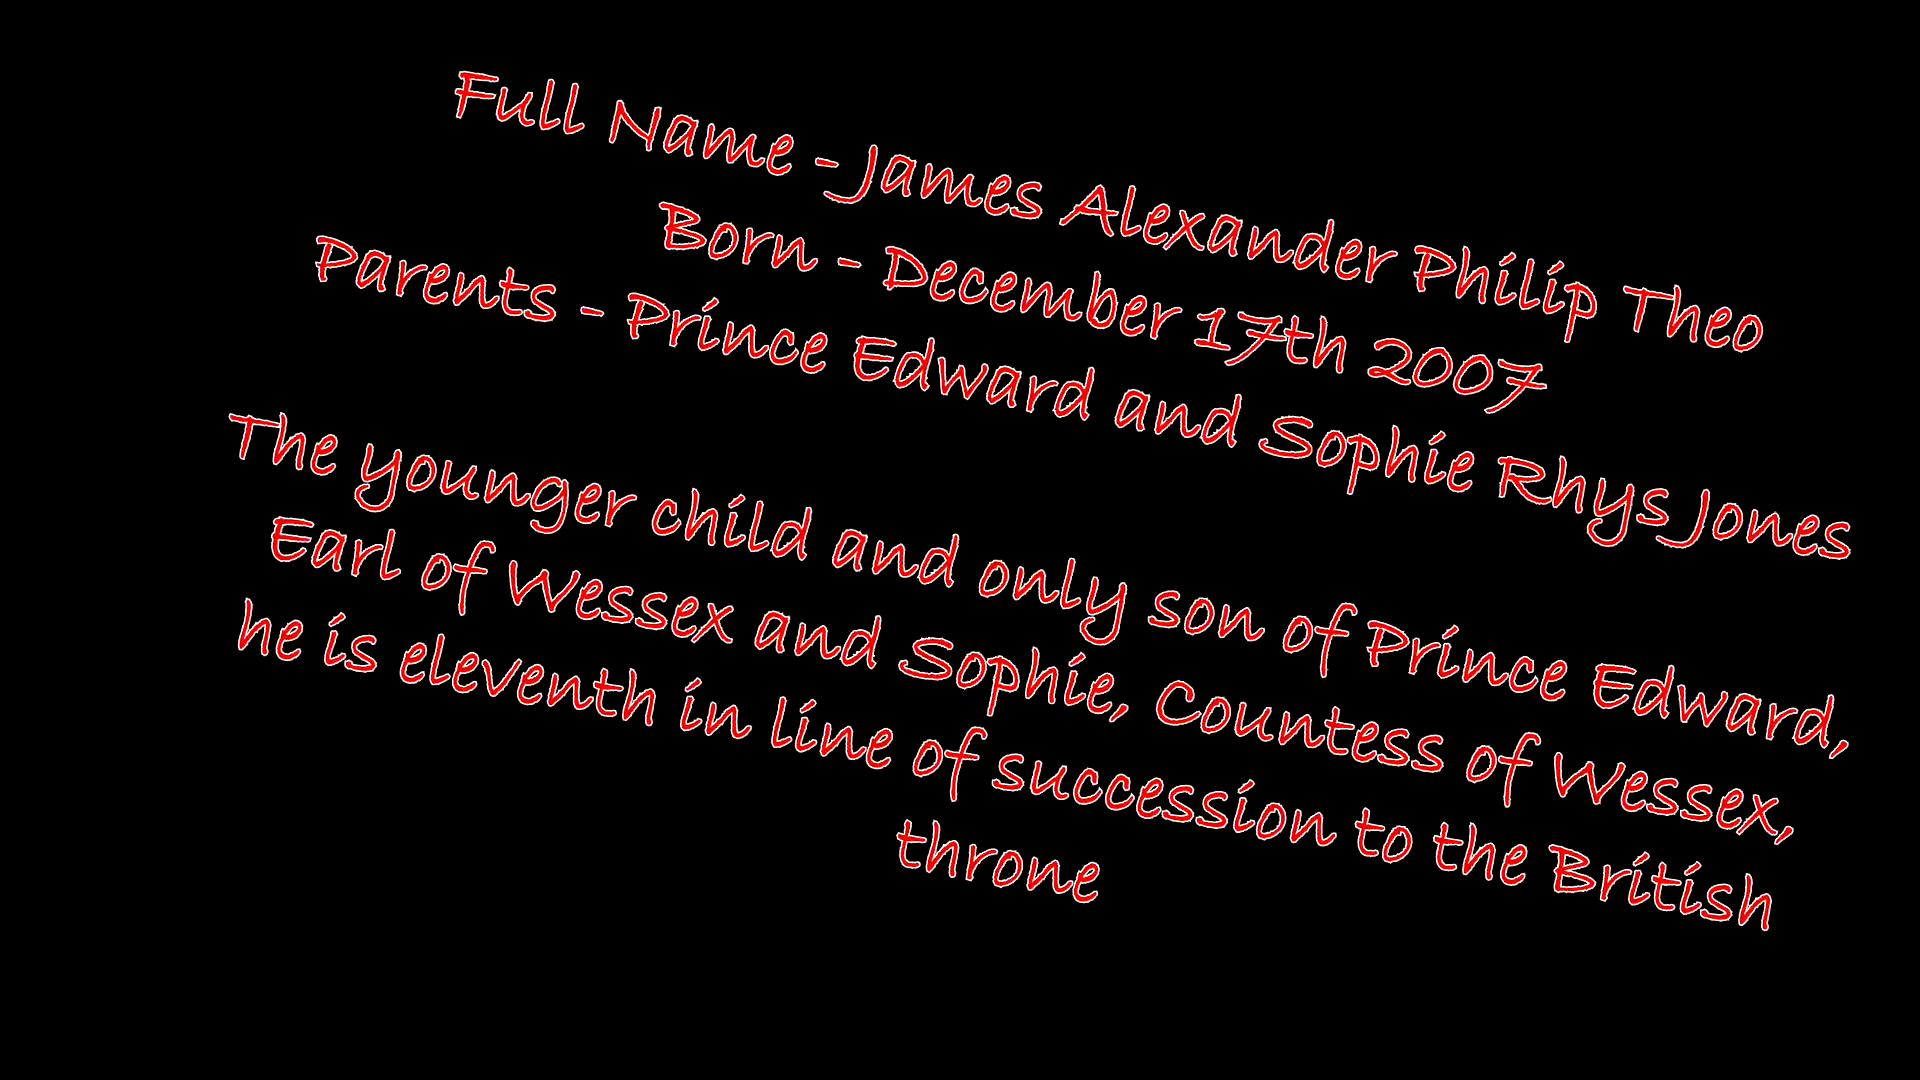 Full Name - James Alexander Philip Theo
Born - December 17th 2007
Parents - Prince Edward and Sophie Rhys Jones
The younger child and only son of Prince Edward,
Earl of Wessex and Sophie, Countess of Wessex,
he is eleventh in line of succession to the British
throne